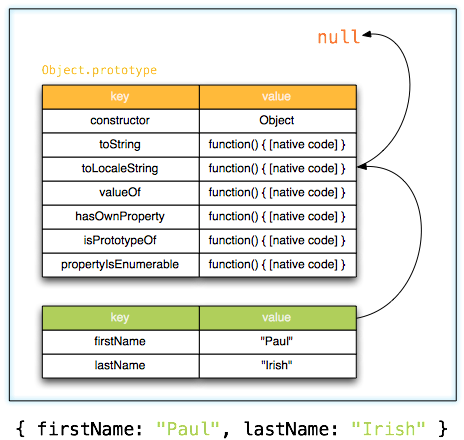 null
Object.prototype
key value
constructor Object
toString function() { [native code] }
toLocaleString function() { [native code] }
valueOf function() { [native code] }
hasOwnProperty function() { [native code] }
isPrototypeOf function() { [native code] }
propertyIsEnumerable function() { [native code] }
key value
firstName "Paul"
lastName "Irish"
{ firstName: "Paul", lastName: "Irish" }